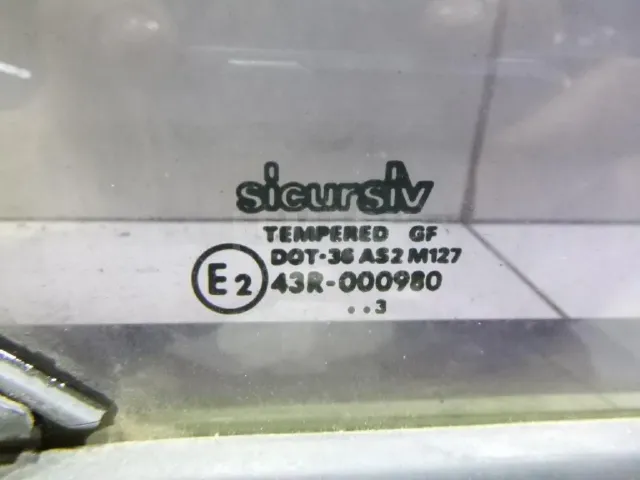 sicursiv
TEMPERED GF
DOT-36 AS2 M127
E2 43R-000980
..3